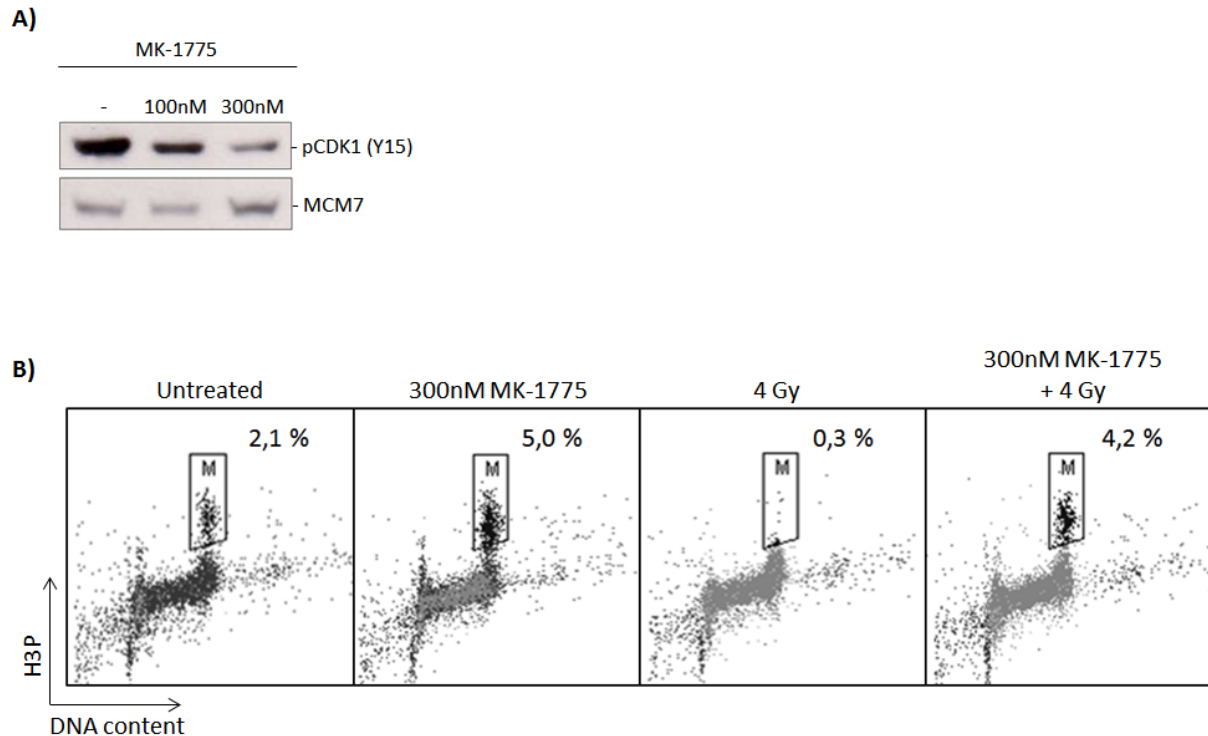 A)
MK-1775
- 100nM 300nM
- pCDK1 (Y15)
- MCM7
B)
Untreated
300nM MK-1775
4 Gy
300nM MK-1775
+ 4 Gy
2,1 %
5,0 %
0,3 %
4,2 %
M
M
M
M
H3P
DNA content